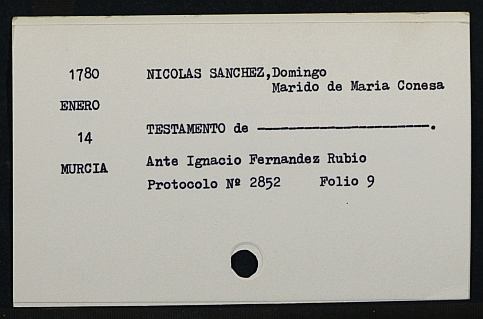 1780 NICOLAS SANCHEZ,Domingo
Marido de Maria Conesa
ENERO
14 TESTAMENTO de ----------------------.
MURCIA Ante Ignacio Fernandez Rubio
Protocolo Nº 2852 Folio 9